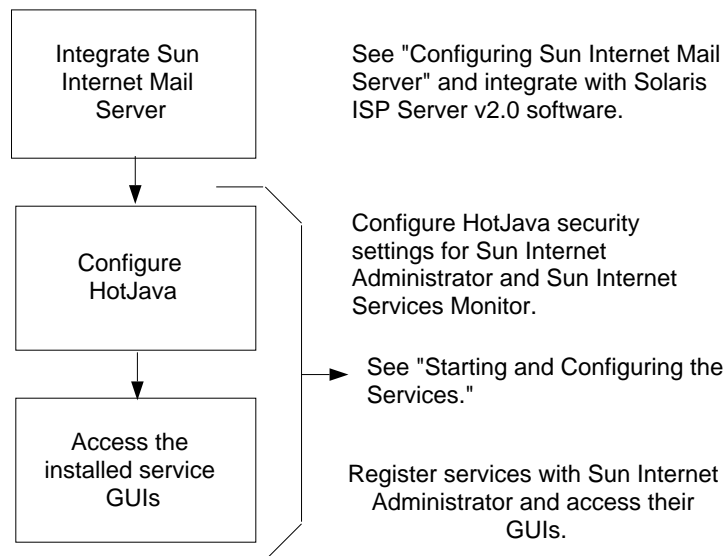 Integrate Sun
Internet Mail
Server
See "Configuring Sun Internet Mail
Server" and integrate with Solaris
ISP Server v2.0 software.
Configure
HotJava
Configure HotJava security
settings for Sun Internet
Administrator and Sun Internet
Services Monitor.
See "Starting and Configuring the
Services."
Access the
installed service
GUIs
Register services with Sun Internet
Administrator and access their
GUIs.